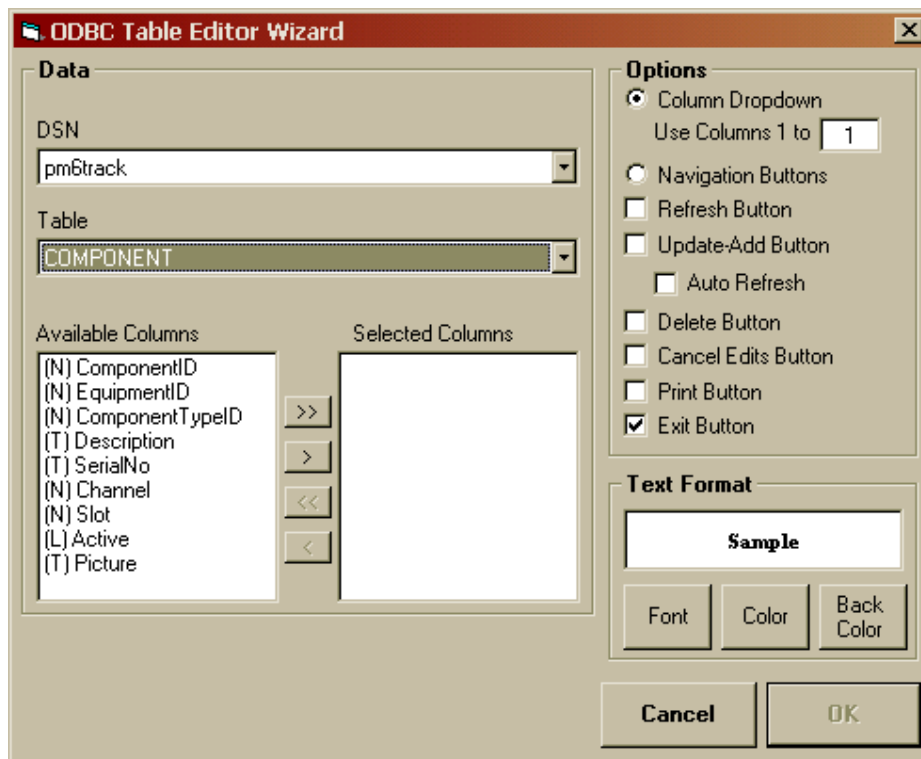 ODBC Table Editor Wizard
Data
DSN
pm6track
Table
COMPONENT
Available Columns
(N) ComponentID
(N) EquipmentID
(N) ComponentTypeID
(T) Description
(T) SerialNo
(N) Channel
(N) Slot
(L) Active
(T) Picture
>>
>
<<
<
Selected Columns
Options
Column Dropdown
Use Columns 1 to 1
Navigation Buttons
Refresh Button
Update-Add Button
Auto Refresh
Delete Button
Cancel Edits Button
Print Button
Exit Button
Text Format
Sample
Font
Color
Back
Color
Cancel
OK